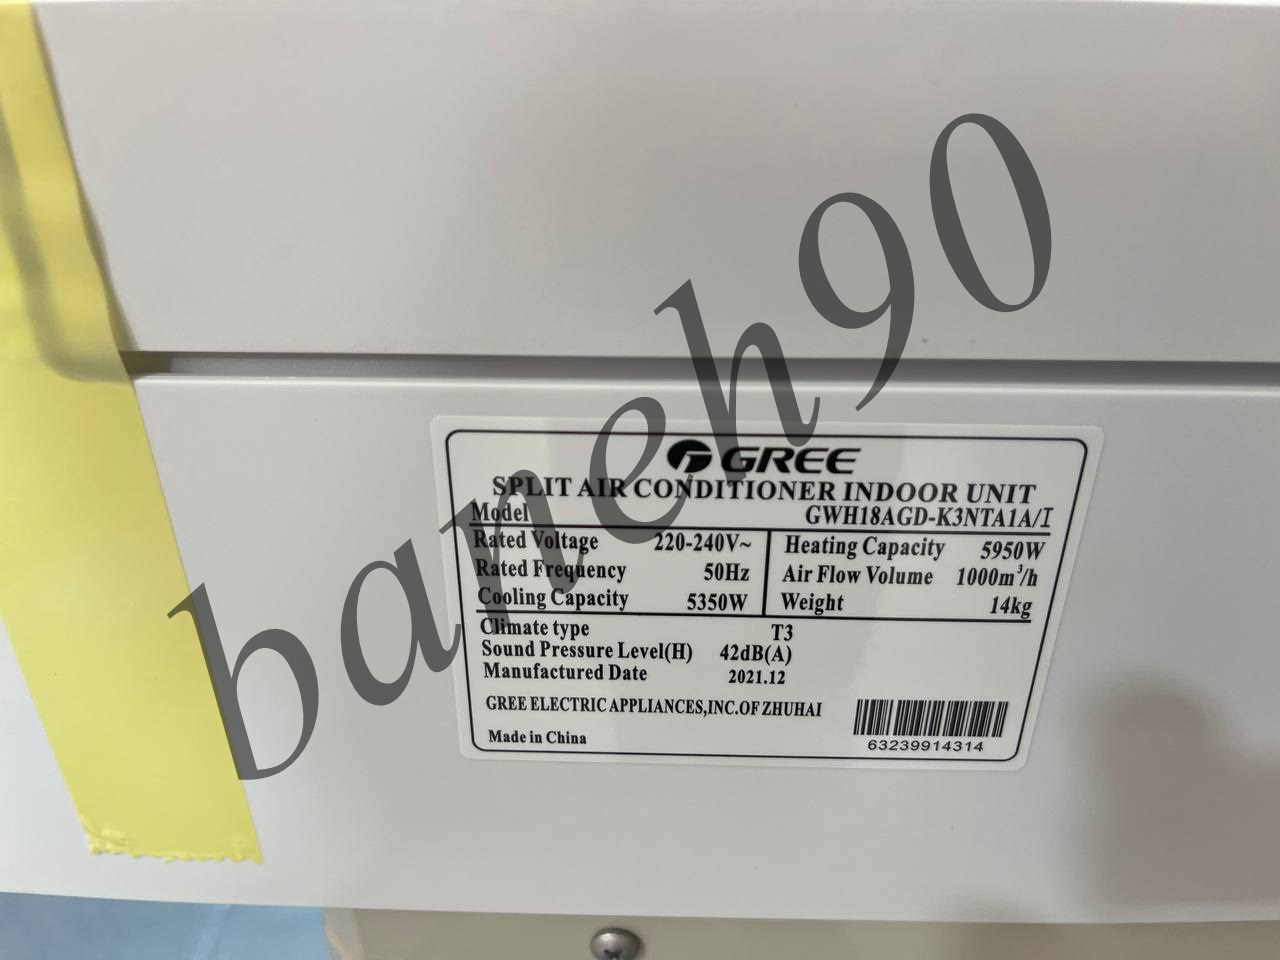 baneh90
GREE
SPLIT AIR CONDITIONER INDOOR UNIT
Model GWH18AGD-K3NTA1A/I
Rated Voltage 220-240V~ Heating Capacity 5950W
Rated Frequency 50Hz Air Flow Volume 1000m³/h
Cooling Capacity 5350W Weight 14kg
Climate type T3
Sound Pressure Level(H) 42dB(A)
Manufactured Date 2021.12
GREE ELECTRIC APPLIANCES,INC.OF ZHUHAI
Made in China
63239914314